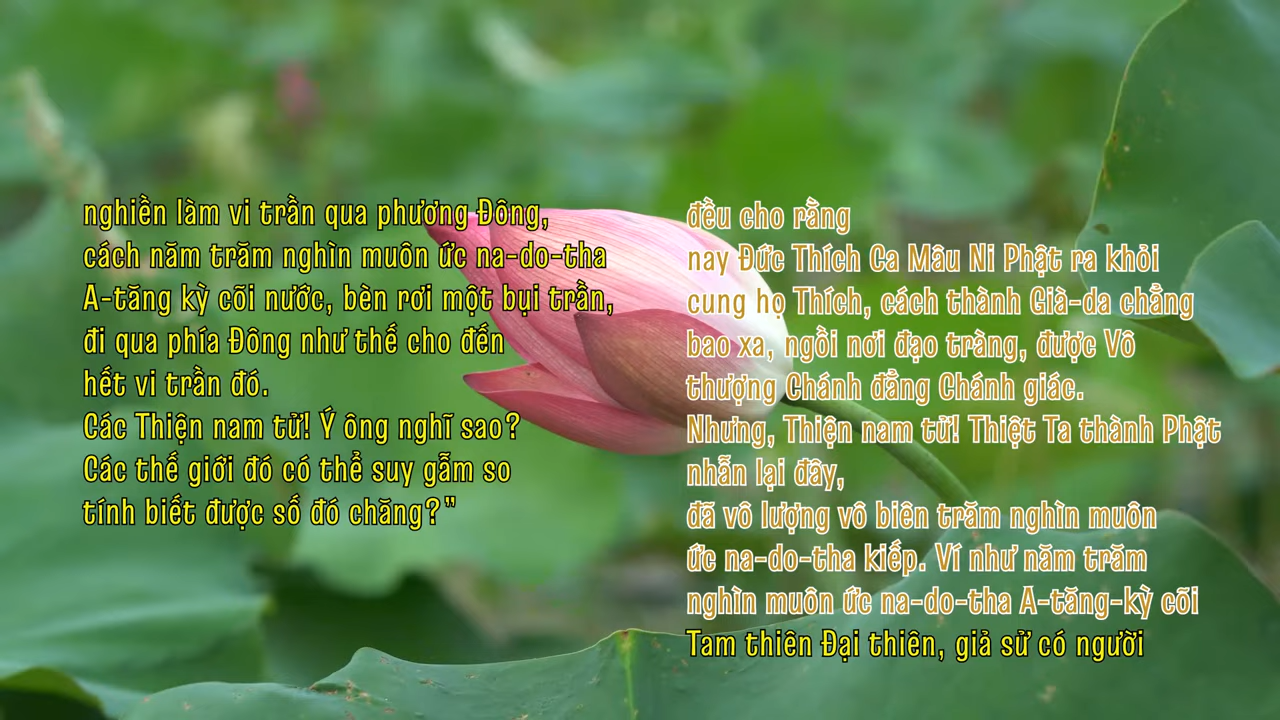 nghiền làm vi trần qua phương Đông,
cách năm trăm nghìn muôn ức na-do-tha
A-tăng kỳ cõi nước, bèn rơi một bụi trần,
đi qua phía Đông như thế cho đến
hết vi trần đó.
Các Thiện nam tử! Ý ông nghĩ sao?
Các thế giới đó có thể suy gẫm so
tính biết được số đó chăng?"
đều cho rằng
nay Đức Thích Ca Mâu Ni Phật ra khỏi
cung họ Thích, cách thành Già-da chẳng
bao xa, ngồi nơi đạo tràng, được Vô
thượng Chánh đẳng Chánh giác.
Nhưng, Thiện nam tử! Thiệt Ta thành Phật
nhẫn lại đây,
đã vô lượng vô biên trăm nghìn muôn
ức na-do-tha kiếp. Ví như năm trăm
nghìn muôn ức na-do-tha A-tăng-kỳ cõi
Tam thiên Đại thiên, giả sử có người